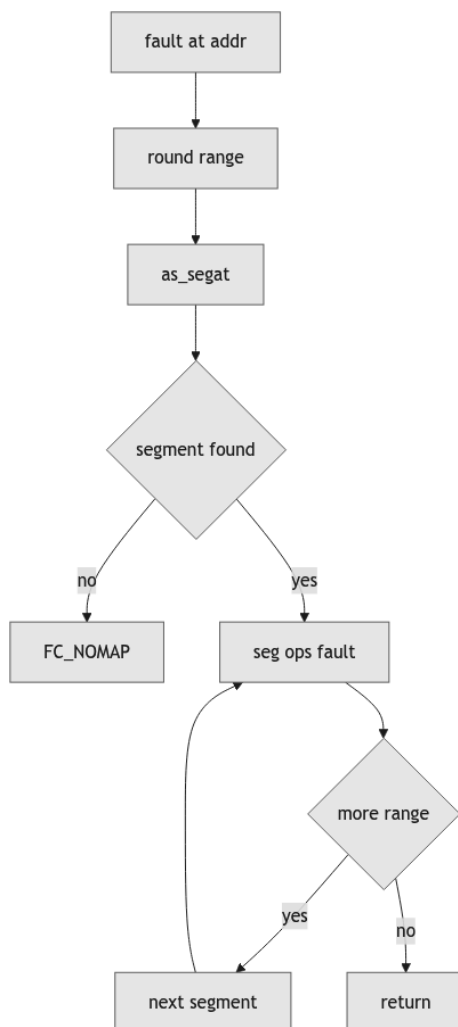 fault at addr
round range
as_segat
segment found
no
yes
FC_NOMAP
seg ops fault
more range
yes
no
next segment
return